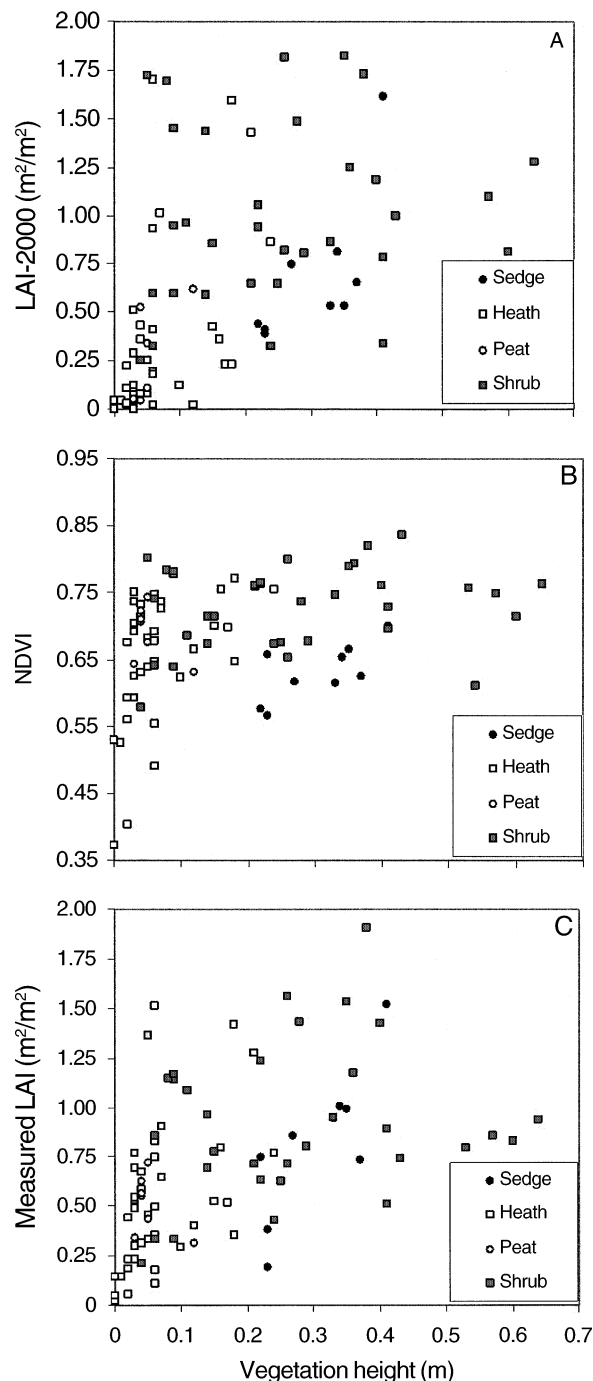 A
LAI-2000 (m²/m²)
2.00
1.75
1.50
1.25
1.00
0.75
0.50
0.25
0
Sedge
Heath
Peat
Shrub
B
NDVI
0.95
0.85
0.75
0.65
0.55
0.45
0.35
Sedge
Heath
Peat
Shrub
C
Measured LAI (m²/m²)
2.00
1.75
1.50
1.25
1.00
0.75
0.50
0.25
0
Sedge
Heath
Peat
Shrub
0 0.1 0.2 0.3 0.4 0.5 0.6 0.7
Vegetation height (m)